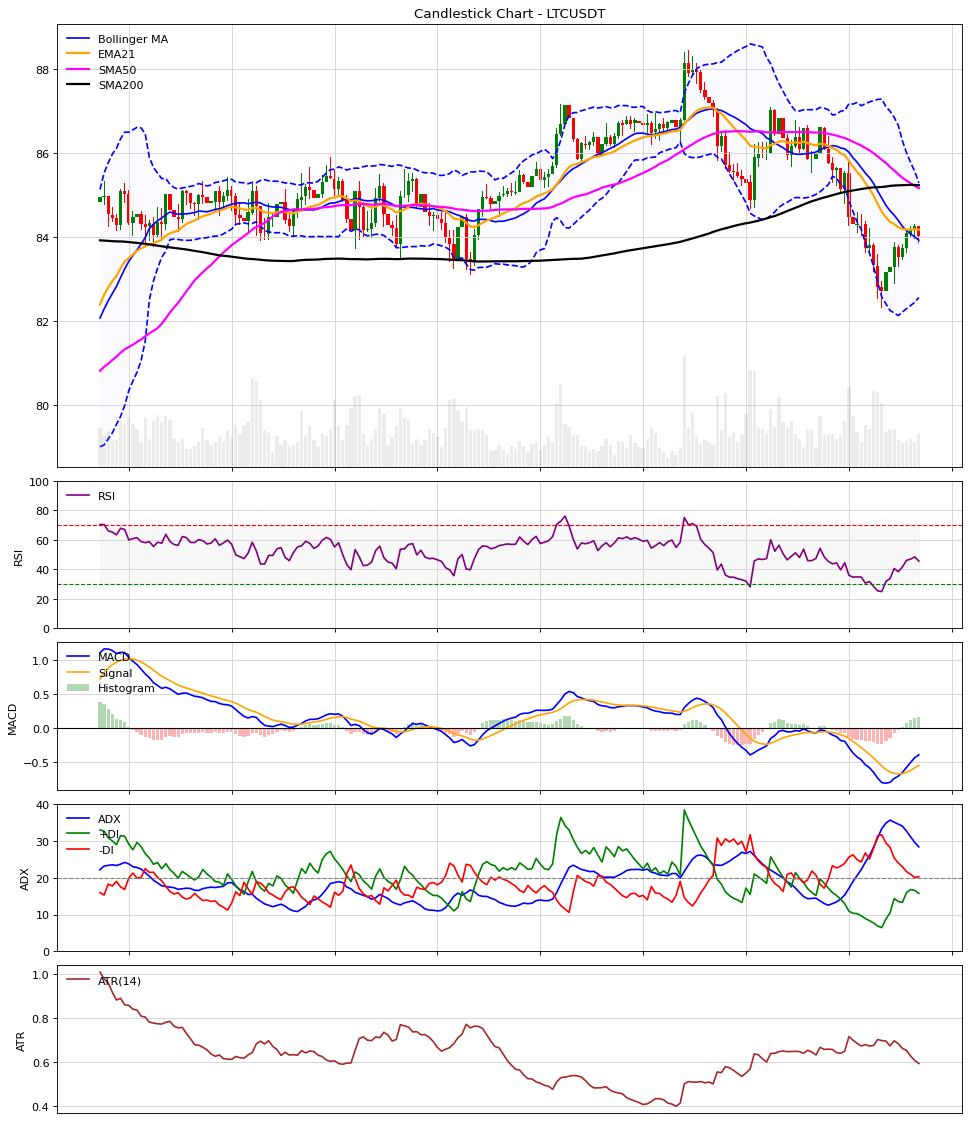 Candlestick Chart - LTCUSDT
Bollinger MA
EMA21
SMA50
SMA200
88
86
84
82
80
RSI
100
80
60
40
20
0
RSI
MACD
Signal
Histogram
1.0
0.5
0.0
−0.5
MACD
ADX
+DI
-DI
40
30
20
10
0
ADX
ATR(14)
1.0
0.8
0.6
0.4
ATR